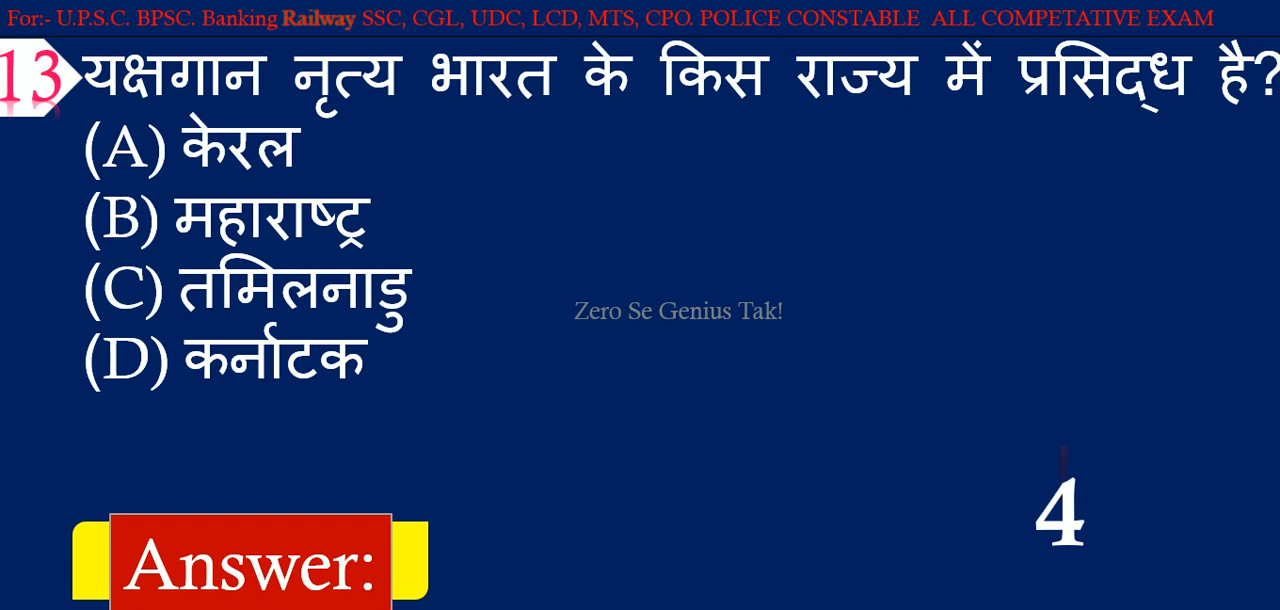 For:- U.P.S.C. BPSC. Banking Railway SSC, CGL, UDC, LCD, MTS, CPO. POLICE CONSTABLE ALL COMPETATIVE EXAM
13 यक्षगान नृत्य भारत के किस राज्य में प्रसिद्ध है?
(A) केरल
(B) महाराष्ट्र
(C) तमिलनाडु
Zero Se Genius Tak!
(D) कर्नाटक
4
Answer: